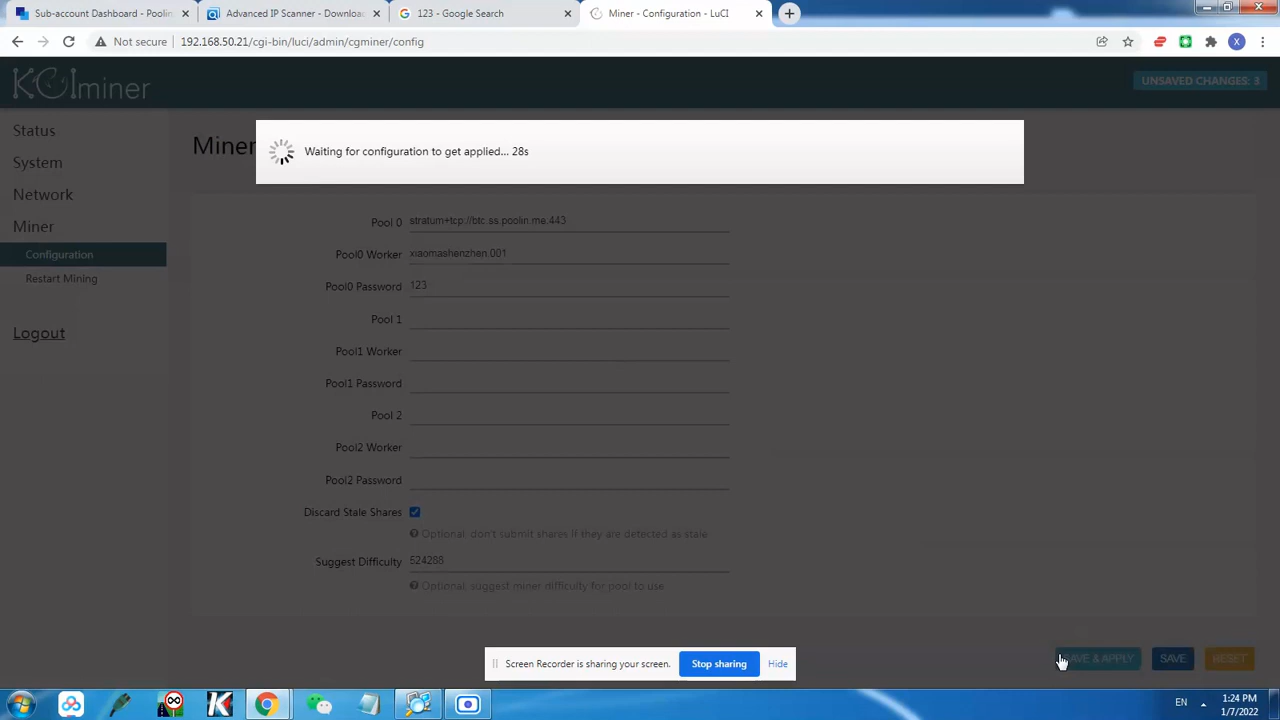 Sub-account Dashboard - Poolin
Advanced IP Scanner - Downloa
123 - Google Search
Miner - Configuration - LuCI
Not secure
192.168.50.21/cgi-bin/luci/admin/cgminer/config
X
KOIminer
UNSAVED CHANGES: 3
Status
System
Network
Miner
Configuration
Restart Mining
Logout
Miner
Waiting for configuration to get applied... 28s
Pool 0 stratum+tcp://btc.ss.poolin.me:443
Pool0 Worker xiaomashenzhen.001
Pool0 Password 123
Pool 1
Pool1 Worker
Pool1 Password
Pool 2
Pool2 Worker
Pool2 Password
Discard Stale Shares
Optional: don't submit shares if they are detected as stale
Suggest Difficulty 524288
Optional: suggest miner difficulty for pool to use
SAVE & APPLY SAVE RESET
Screen Recorder is sharing your screen. Stop sharing Hide
EN
1:24 PM
1/7/2022